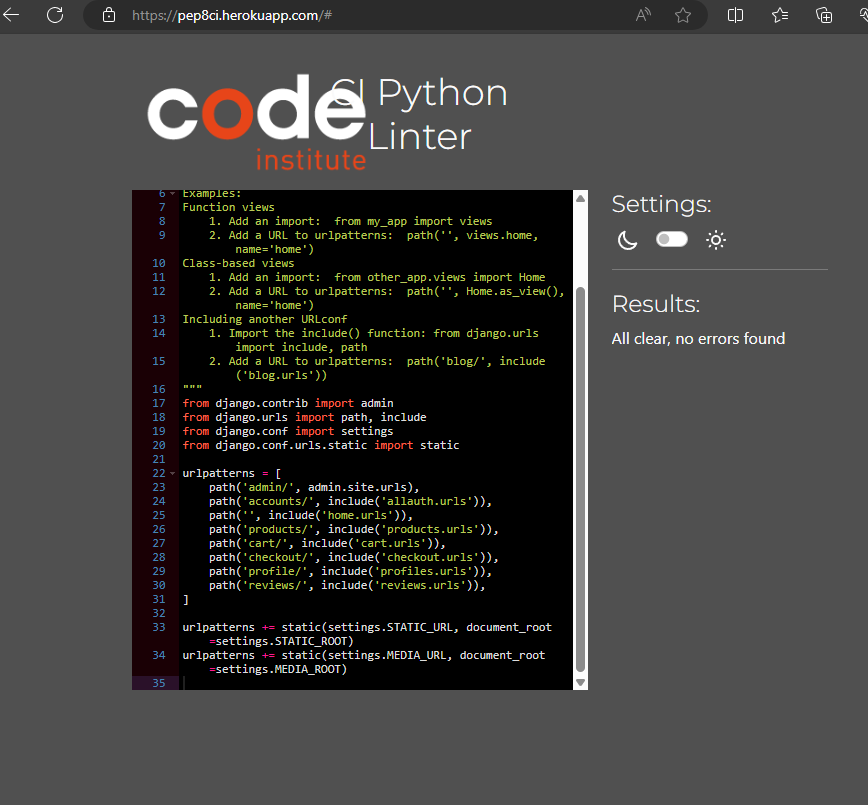 https://pep8ci.herokuapp.com/#
code
institute
CI Python
Linter
6 Examples:
7 Function views
8     1. Add an import:  from my_app import views
9     2. Add a URL to urlpatterns:  path('', views.home,
name='home')
10 Class-based views
11     1. Add an import:  from other_app.views import Home
12     2. Add a URL to urlpatterns:  path('', Home.as_view(),
name='home')
13 Including another URLconf
14     1. Import the include() function: from django.urls
import include, path
15     2. Add a URL to urlpatterns:  path('blog/', include
('blog.urls'))
16 """
17 from django.contrib import admin
18 from django.urls import path, include
19 from django.conf import settings
20 from django.conf.urls.static import static
21
22 urlpatterns = [
23     path('admin/', admin.site.urls),
24     path('accounts/', include('allauth.urls')),
25     path('', include('home.urls')),
26     path('products/', include('products.urls')),
27     path('cart/', include('cart.urls')),
28     path('checkout/', include('checkout.urls')),
29     path('profile/', include('profiles.urls')),
30     path('reviews/', include('reviews.urls')),
31 ]
32
33 urlpatterns += static(settings.STATIC_URL, document_root
=settings.STATIC_ROOT)
34 urlpatterns += static(settings.MEDIA_URL, document_root
=settings.MEDIA_ROOT)
35
Settings:
Results:
All clear, no errors found